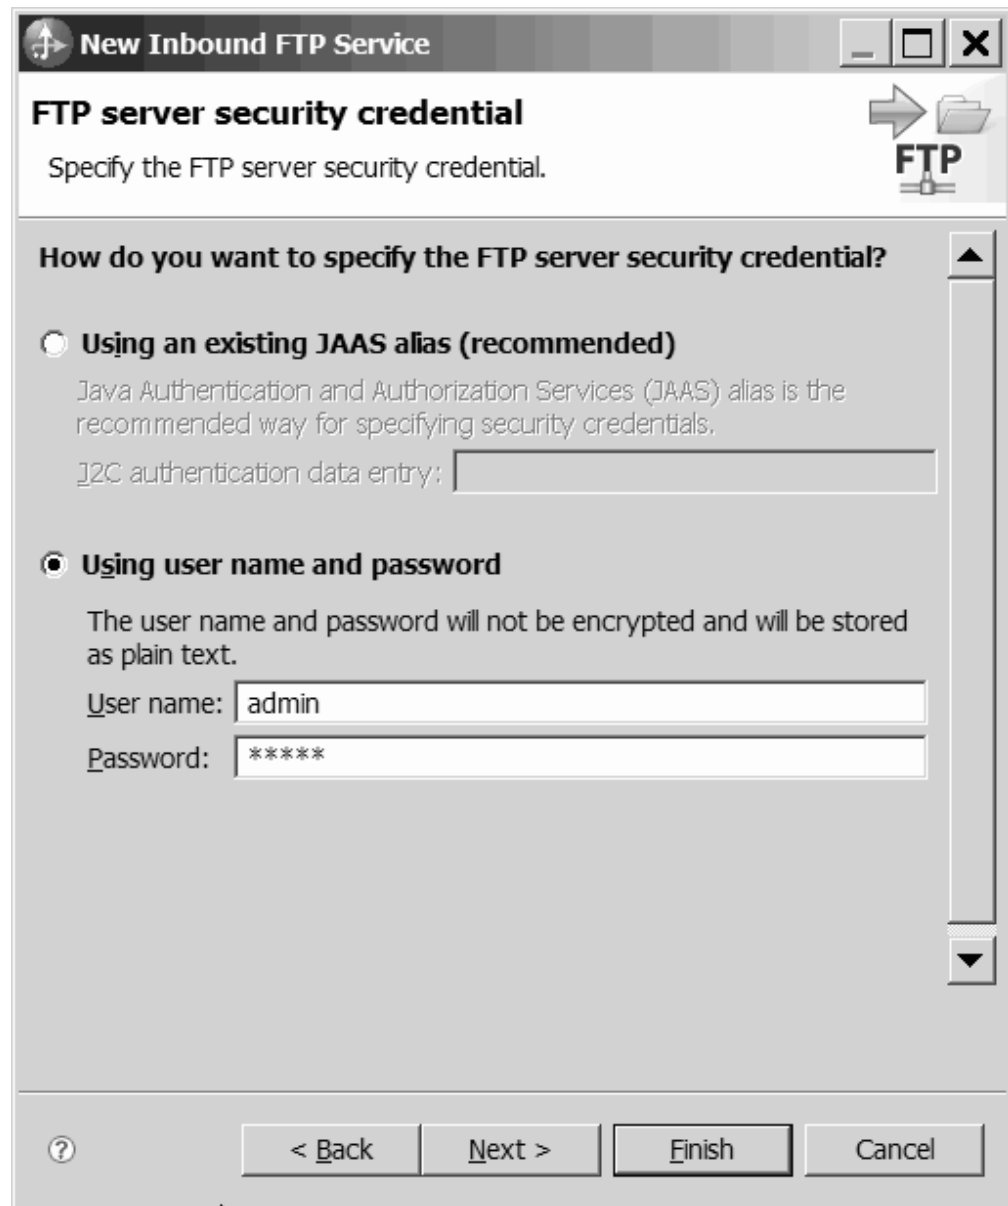 New Inbound FTP Service
FTP server security credential
Specify the FTP server security credential.
FTP
How do you want to specify the FTP server security credential?
Using an existing JAAS alias (recommended)
Java Authentication and Authorization Services (JAAS) alias is the
recommended way for specifying security credentials.
J2C authentication data entry:
Using user name and password
The user name and password will not be encrypted and will be stored
as plain text.
User name: admin
Password: *****
? < Back Next > Finish Cancel